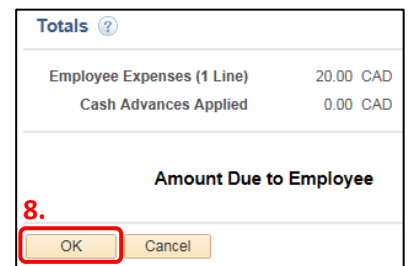 Totals ?
Employee Expenses (1 Line) 20.00 CAD
Cash Advances Applied 0.00 CAD
Amount Due to Employee
8.
OK Cancel